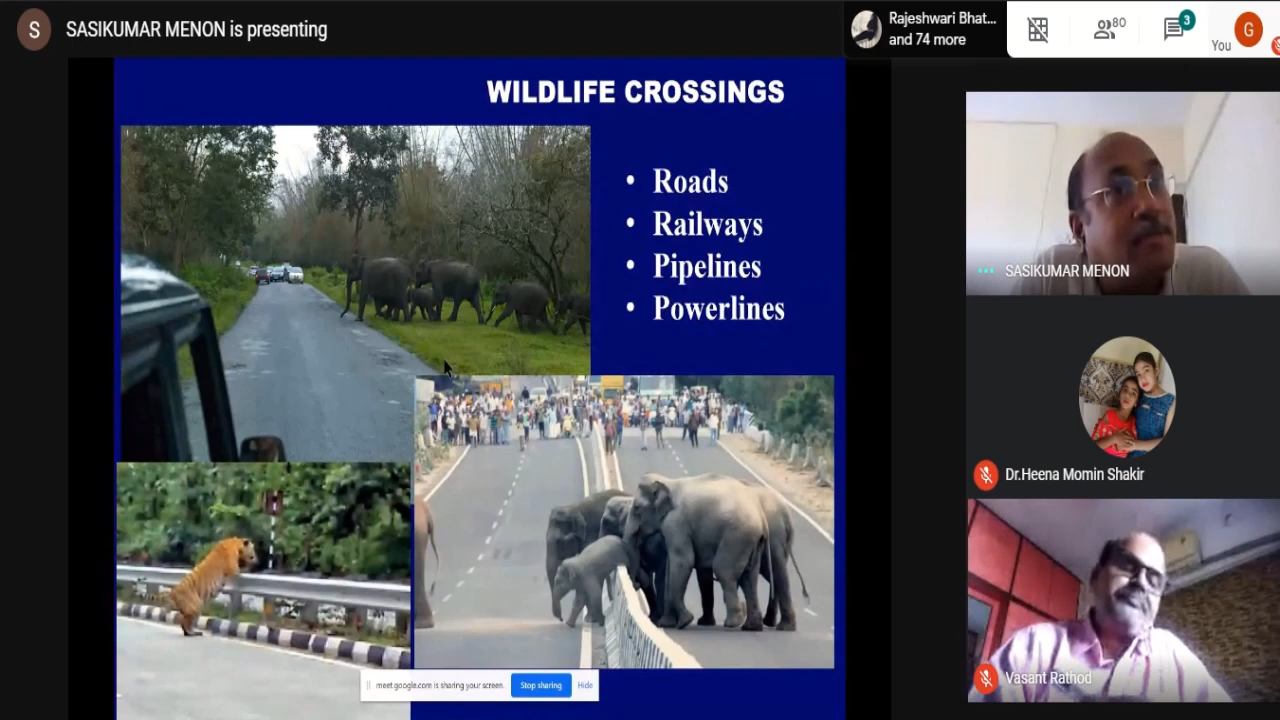 S
SASIKUMAR MENON is presenting
Rajeshwari Bhat...
and 74 more
80
3
You
G
WILDLIFE CROSSINGS
• Roads
• Railways
• Pipelines
• Powerlines
SASIKUMAR MENON
Dr.Heena Momin Shakir
Vasant Rathod
meet.google.com is sharing your screen.
Stop sharing
Hide